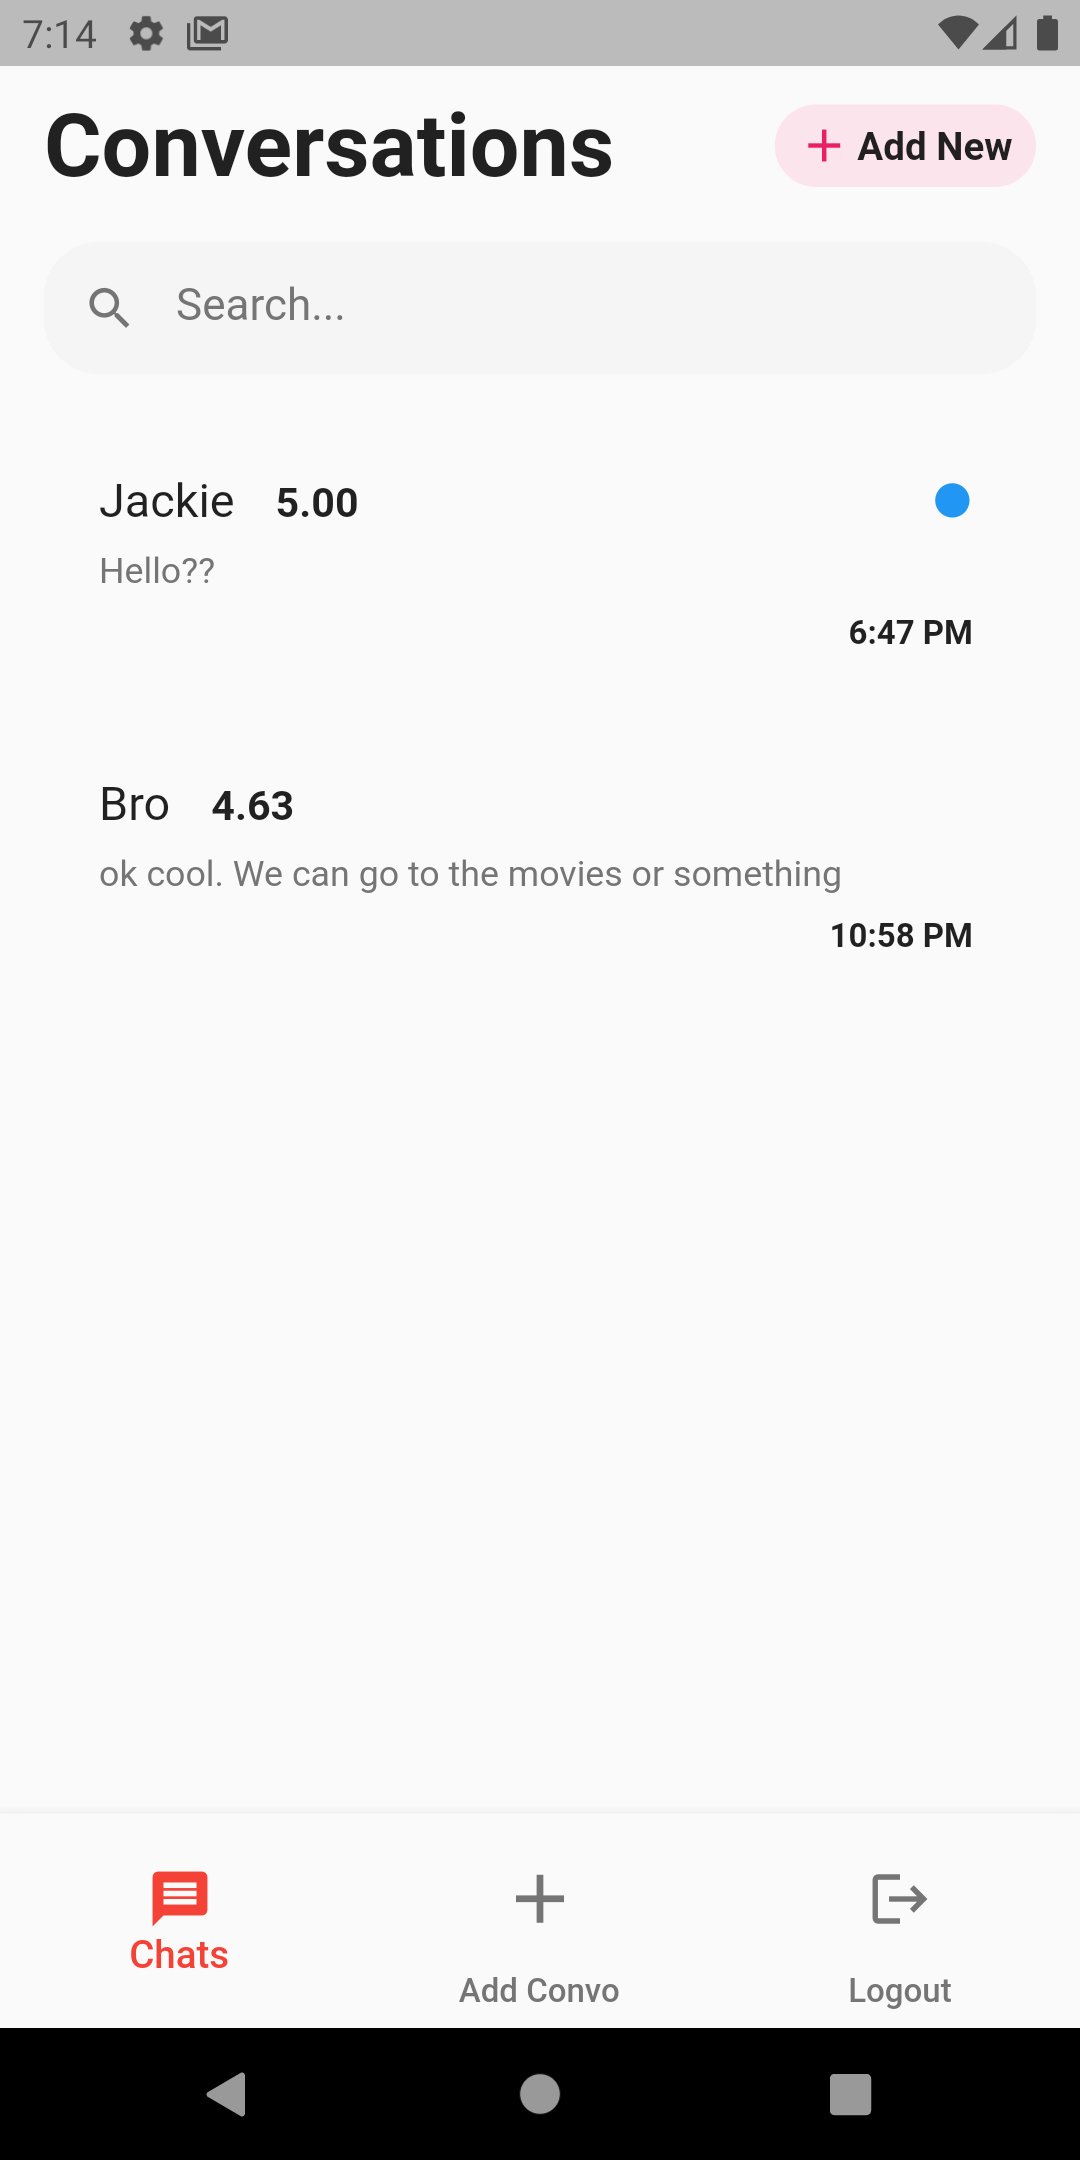 7:14
Conversations
Add New
Search...
Jackie 5.00
Hello??
6:47 PM
Bro 4.63
ok cool. We can go to the movies or something
10:58 PM
Chats
Add Convo
Logout